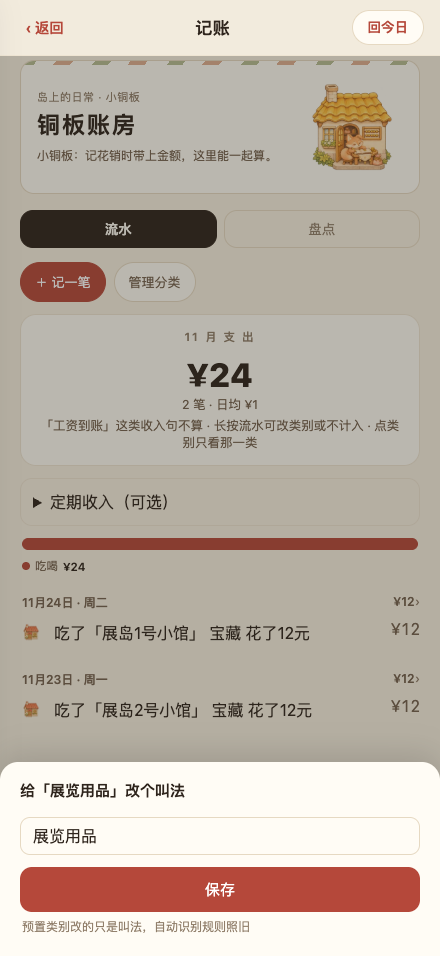 ‹ 返回
记账
回今日
岛上的日常 · 小铜板
铜板账房
小铜板：记花销时带上金额，这里能一起算。
流水
盘点
+ 记一笔
管理分类
11 月 支 出
¥24
2 笔 · 日均 ¥1
「工资到账」这类收入句不算 · 长按流水可改类别或不计入 · 点类
别只看那一类
▶ 定期收入（可选）
吃喝 ¥24
11月24日 · 周二
¥12›
吃了「展岛1号小馆」 宝藏 花了12元
¥12
11月23日 · 周一
¥12›
吃了「展岛2号小馆」 宝藏 花了12元
¥12
给「展览用品」改个叫法
展览用品
保存
预置类别改的只是叫法，自动识别规则照旧